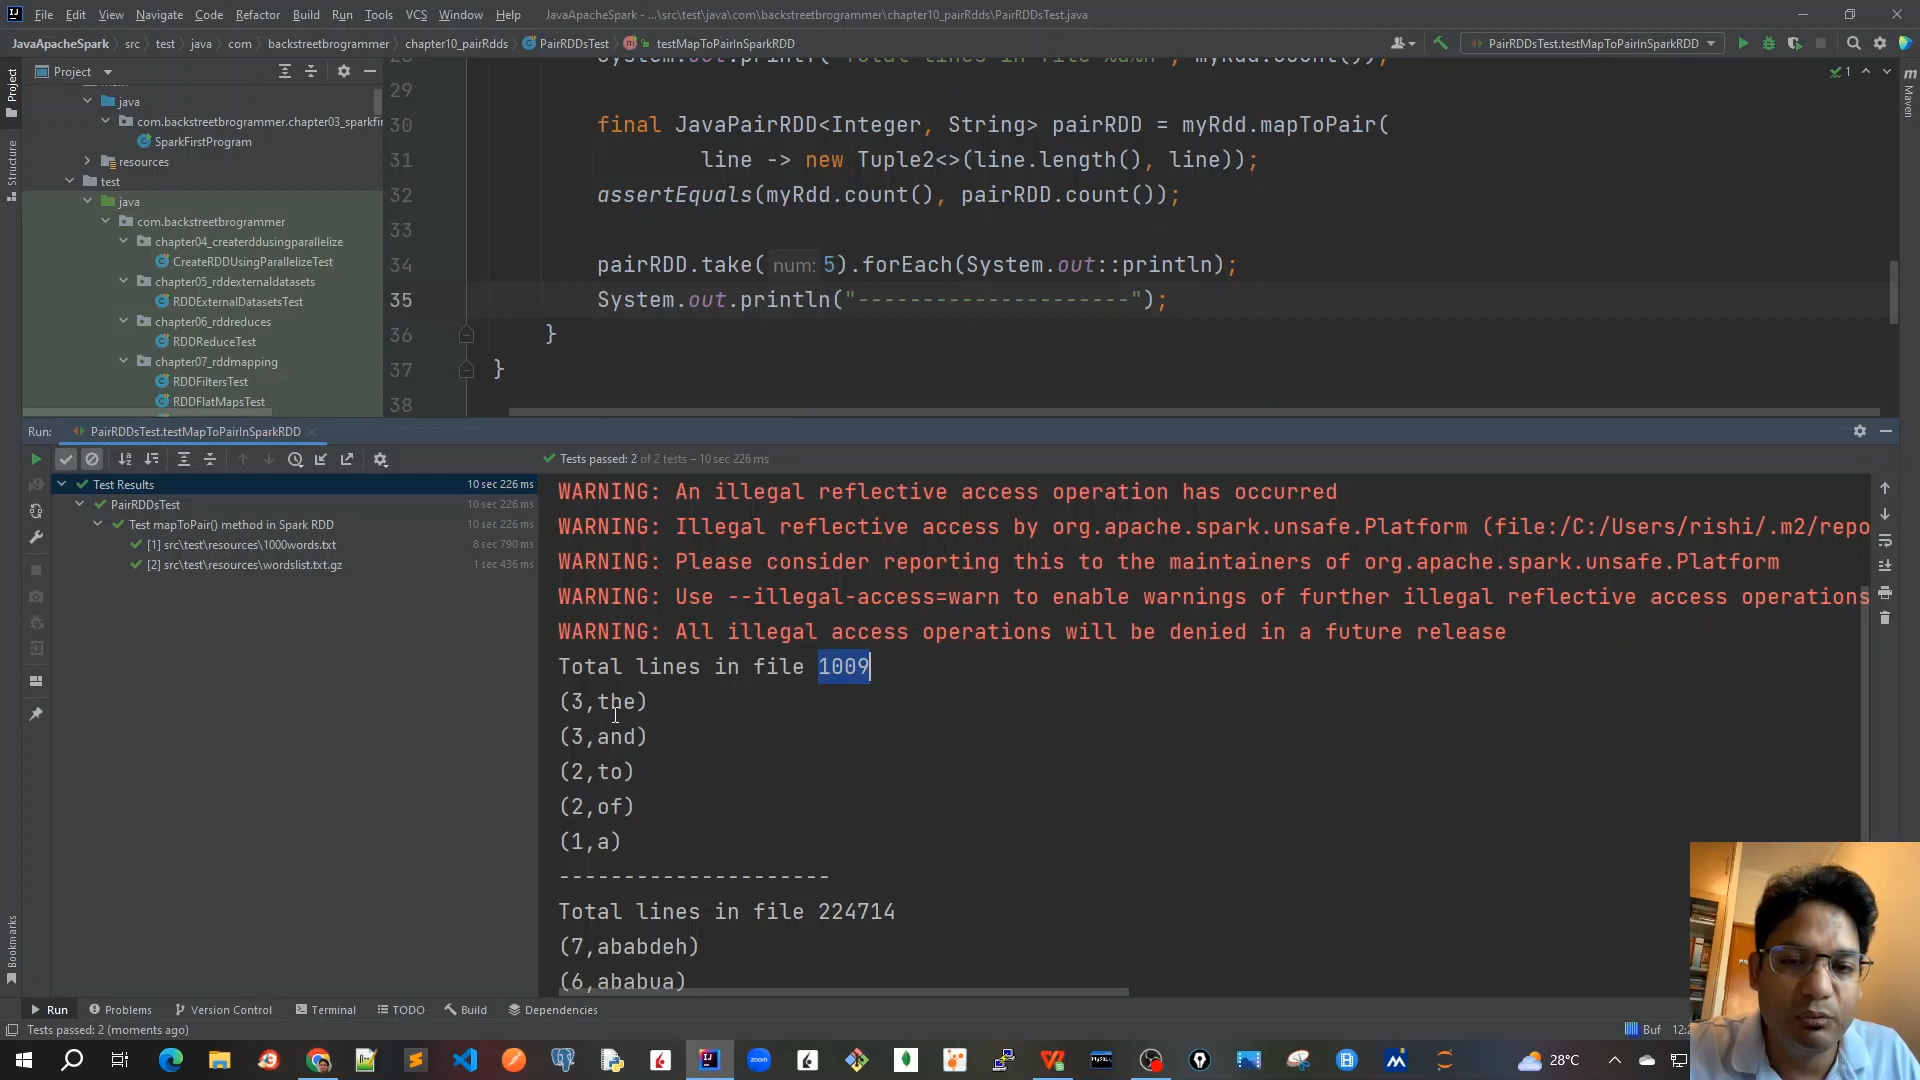 File Edit View Navigate Code Refactor Build Run Tools VCS Window Help JavaApacheSpark - ...\src\test\java\com\backstreetbrogrammer\chapter10_pairRdds\PairRDDsTest.java
JavaApacheSpark src test java com backstreetbrogrammer chapter10_pairRdds PairRDDsTest testMapToPairInSparkRDD PairRDDsTest.testMapToPairInSparkRDD
Project
Project
Structure
Bookmarks
Maven
java
com.backstreetbrogrammer.chapter03_sparkfir
SparkFirstProgram
resources
test
java
com.backstreetbrogrammer
chapter04_createrddusingparallelize
CreateRDDUsingParallelizeTest
chapter05_rddexternaldatasets
RDDExternalDatasetsTest
chapter06_rddreduces
RDDReduceTest
chapter07_rddmapping
RDDFiltersTest
RDDFlatMapsTest
1
29
30 final JavaPairRDD<Integer, String> pairRDD = myRdd.mapToPair(
31 line -> new Tuple2<>(line.length(), line));
32 assertEquals(myRdd.count(), pairRDD.count());
33
34 pairRDD.take( num: 5).forEach(System.out::println);
35 System.out.println("---------------------");
36 }
37 }
38
Run: PairRDDsTest.testMapToPairInSparkRDD
Tests passed: 2 of 2 tests – 10 sec 226 ms
Test Results 10 sec 226 ms
PairRDDsTest 10 sec 226 ms
Test mapToPair() method in Spark RDD 10 sec 226 ms
[1] src\test\resources\1000words.txt 8 sec 790 ms
[2] src\test\resources\wordslist.txt.gz 1 sec 436 ms
WARNING: An illegal reflective access operation has occurred
WARNING: Illegal reflective access by org.apache.spark.unsafe.Platform (file:/C:/Users/rishi/.m2/repo
WARNING: Please consider reporting this to the maintainers of org.apache.spark.unsafe.Platform
WARNING: Use --illegal-access=warn to enable warnings of further illegal reflective access operations
WARNING: All illegal access operations will be denied in a future release
Total lines in file 1009
(3,the)
(3,and)
(2,to)
(2,of)
(1,a)
---------------------
Total lines in file 224714
(7,ababdeh)
(6,ababua)
Run Problems Version Control Terminal TODO Build Dependencies
Tests passed: 2 (moments ago) Buf
28°C